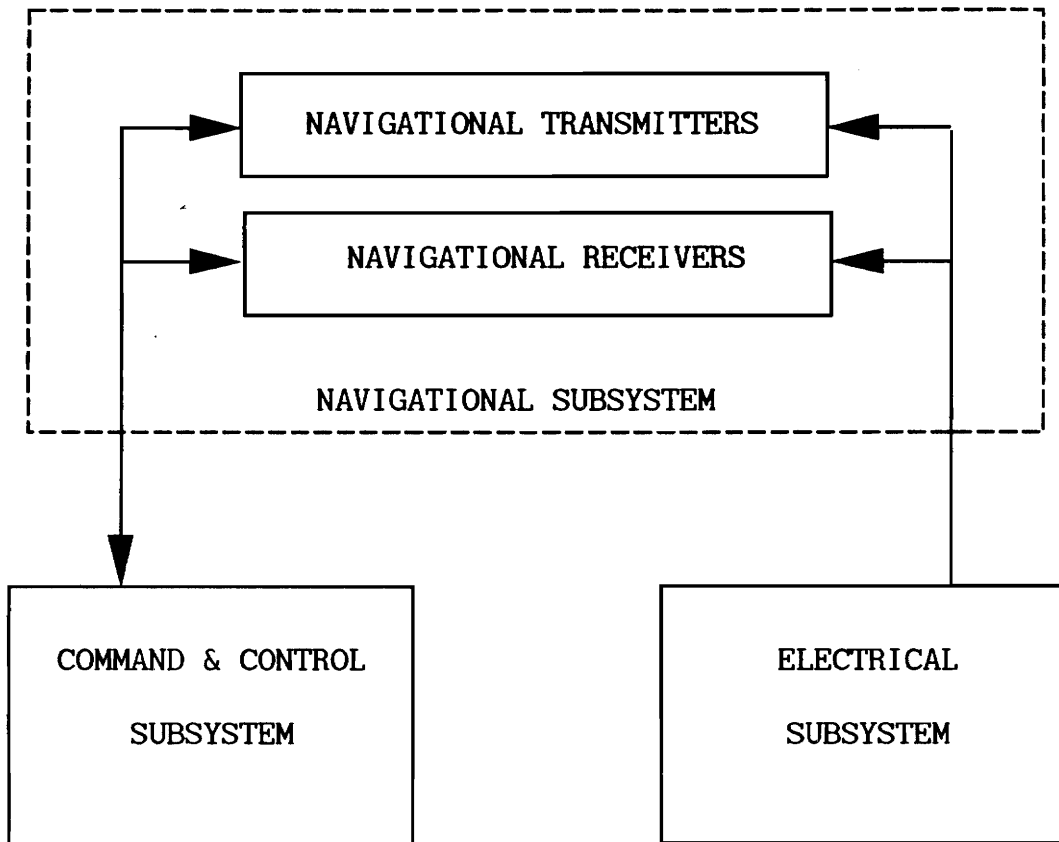 NAVIGATIONAL TRANSMITTERS
NAVIGATIONAL RECEIVERS
NAVIGATIONAL SUBSYSTEM
COMMAND & CONTROL
SUBSYSTEM
ELECTRICAL
SUBSYSTEM